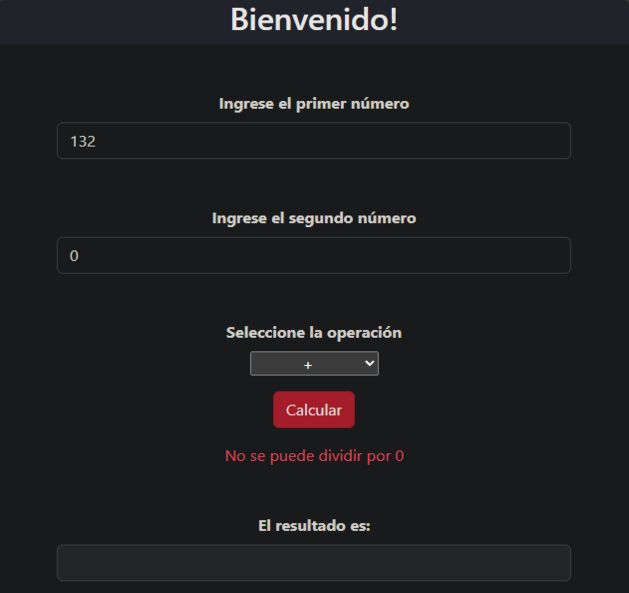 Bienvenido!
Ingrese el primer número
132
Ingrese el segundo número
0
Seleccione la operación
+
Calcular
No se puede dividir por 0
El resultado es: